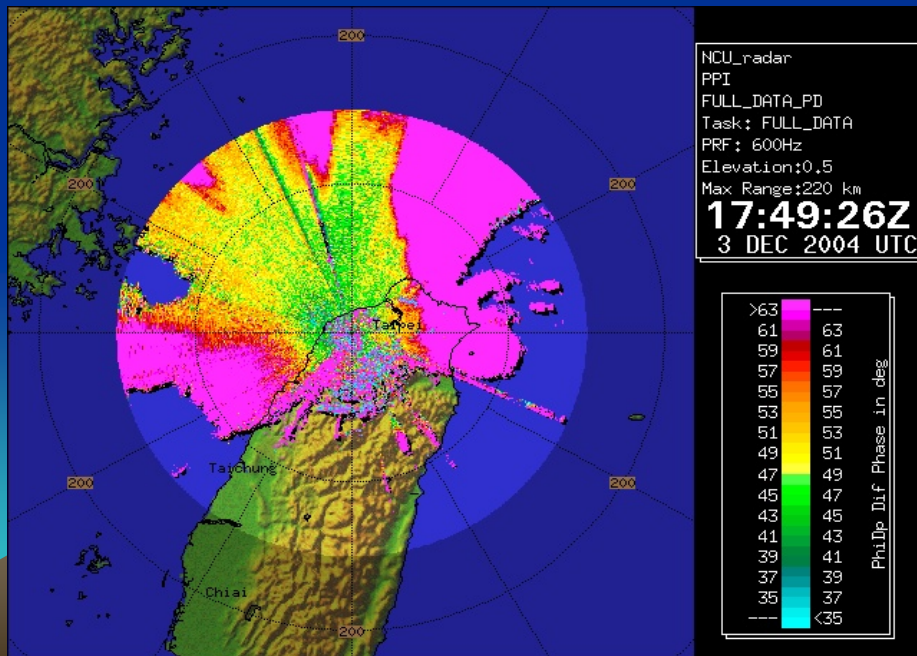 200
NCU_radar
PPI
FULL_DATA_PD
Task: FULL_DATA
PRF: 600Hz
Elevation:0.5
Max Range:220 km
17:49:26Z
3 DEC 2004 UTC
200
200
Taipei
>63 ---
61 63
59 61
57 59
55 57
53 55
51 53
49 51
47 49
45 47
43 45
41 43
39 41
37 39
35 37
--- <35
PhiDp Dif Phase in deg
Taichung
200
200
Chiai
200